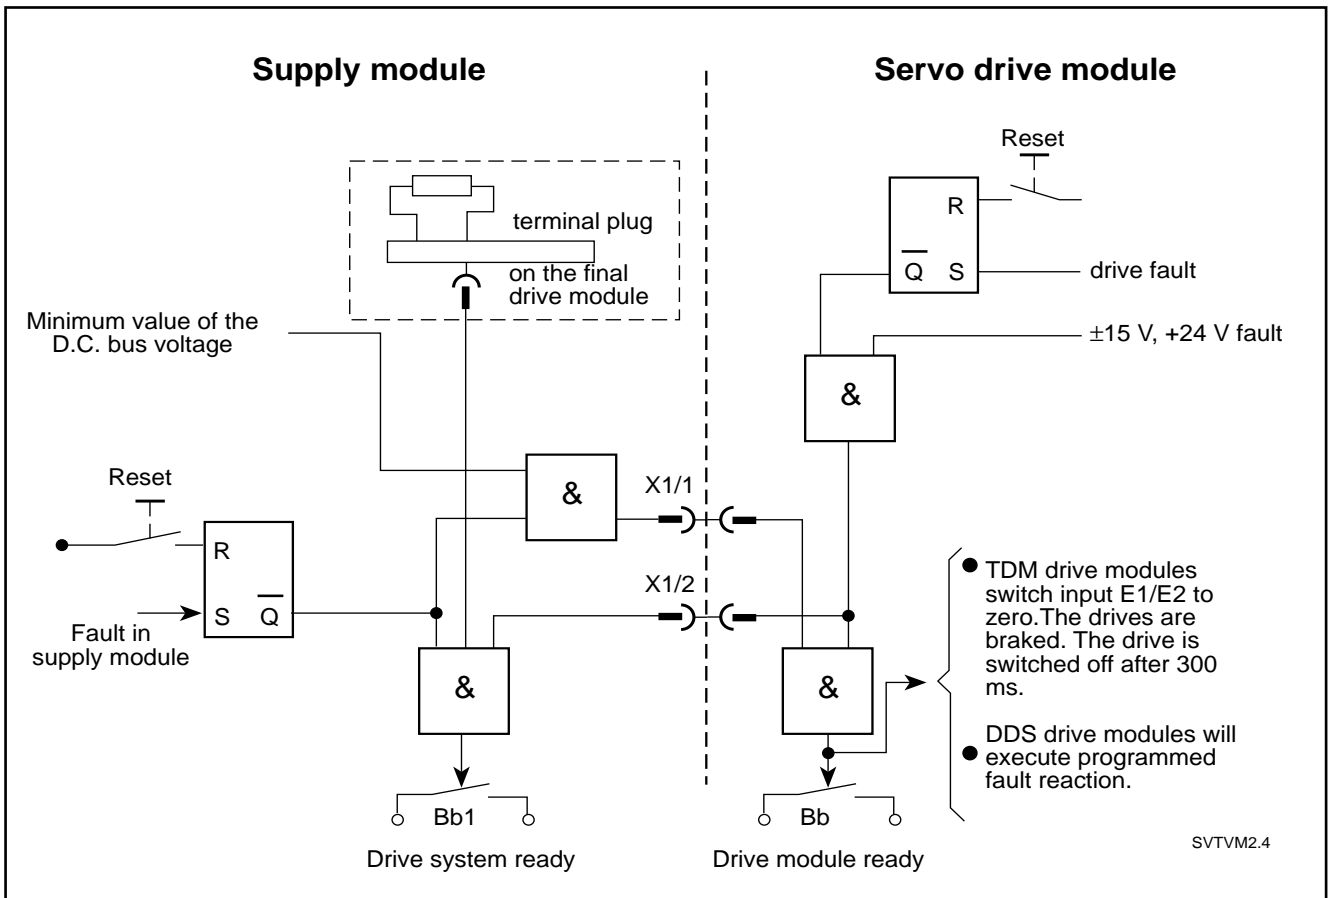 Supply module
Servo drive module
Reset
R
Q S
drive fault
±15 V, +24 V fault
&
terminal plug
on the final
drive module
Minimum value of the
D.C. bus voltage
&
X1/1
Reset
R
S Q
Fault in
supply module
X1/2
&
&
● TDM drive modules
switch input E1/E2 to
zero.The drives are
braked. The drive is
switched off after 300
ms.
● DDS drive modules will
execute programmed
fault reaction.
Bb1
Drive system ready
Bb
Drive module ready
SVTVM2.4